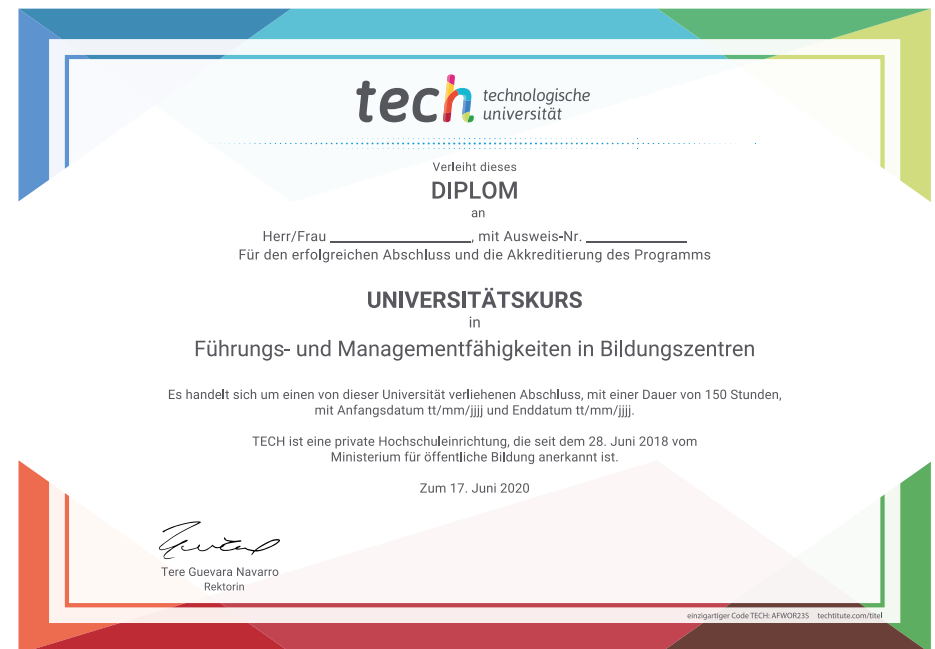 tech technologische
universität
Verleiht dieses
DIPLOM
an
Herr/Frau ____________________, mit Ausweis-Nr. ______________
Für den erfolgreichen Abschluss und die Akkreditierung des Programms
UNIVERSITÄTSKURS
in
Führungs- und Managementfähigkeiten in Bildungszentren
Es handelt sich um einen von dieser Universität verliehenen Abschluss, mit einer Dauer von 150 Stunden,
mit Anfangsdatum tt/mm/jjjj und Enddatum tt/mm/jjjj.
TECH ist eine private Hochschuleinrichtung, die seit dem 28. Juni 2018 vom
Ministerium für öffentliche Bildung anerkannt ist.
Zum 17. Juni 2020
Tere Guevara Navarro
Rektorin
einzigartiger Code TECH: AFWOR23S techtitute.com/titel